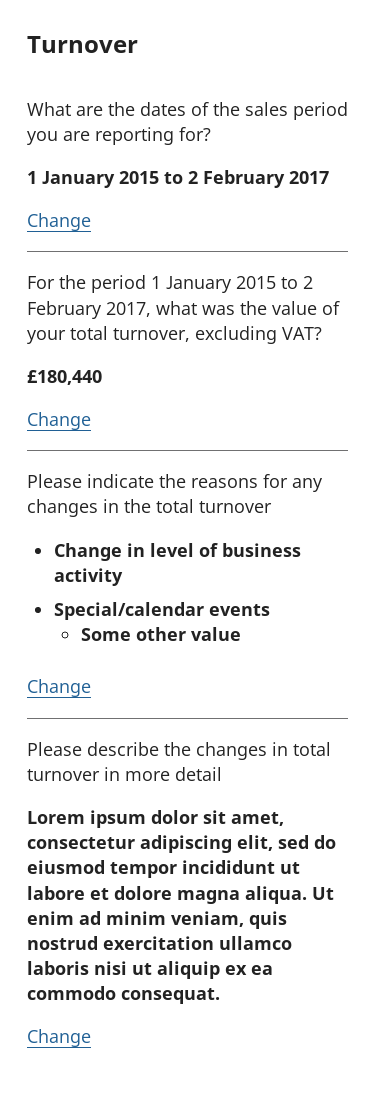 Turnover
What are the dates of the sales period
you are reporting for?
1 January 2015 to 2 February 2017
Change
For the period 1 January 2015 to 2
February 2017, what was the value of
your total turnover, excluding VAT?
£180,440
Change
Please indicate the reasons for any
changes in the total turnover
• Change in level of business
activity
• Special/calendar events
◦ Some other value
Change
Please describe the changes in total
turnover in more detail
Lorem ipsum dolor sit amet,
consectetur adipiscing elit, sed do
eiusmod tempor incididunt ut
labore et dolore magna aliqua. Ut
enim ad minim veniam, quis
nostrud exercitation ullamco
laboris nisi ut aliquip ex ea
commodo consequat.
Change